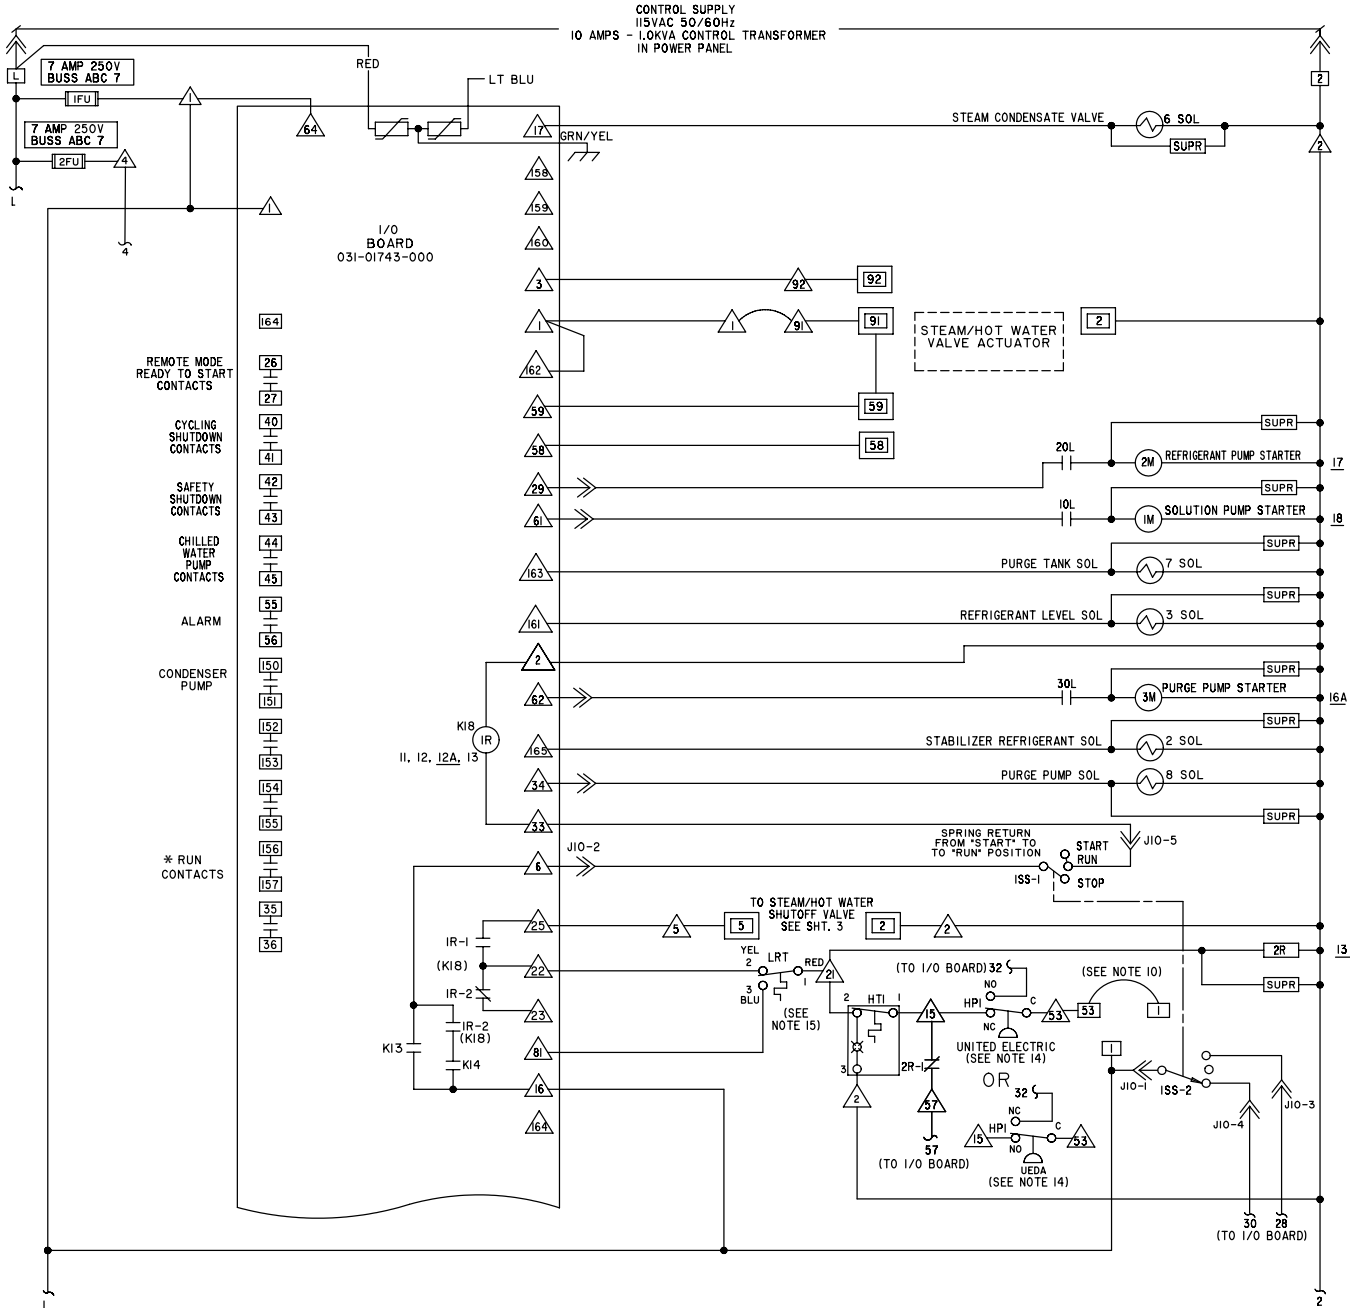 CONTROL SUPPLY
115VAC 50/60Hz
10 AMPS - 1.0KVA CONTROL TRANSFORMER
IN POWER PANEL
L
7 AMP 250V
BUSS ABC 7
1FU
1
RED
LT BLU
2
64
17
GRN/YEL
STEAM CONDENSATE VALVE
6 SOL
SUPR
2
7 AMP 250V
BUSS ABC 7
2FU
4
L
158
1
159
4
I/O
BOARD
031-01743-000
160
3
92
92
164
1
1
91
91
STEAM/HOT WATER
VALVE ACTUATOR
2
REMOTE MODE
READY TO START
CONTACTS
26
27
162
59
59
CYCLING
SHUTDOWN
CONTACTS
40
41
58
58
SUPR
20L
2M
REFRIGERANT PUMP STARTER
17
SAFETY
SHUTDOWN
CONTACTS
42
43
29
SUPR
61
10L
1M
SOLUTION PUMP STARTER
18
CHILLED
WATER
PUMP
CONTACTS
44
45
SUPR
163
PURGE TANK SOL
7 SOL
ALARM
55
56
SUPR
161
REFRIGERANT LEVEL SOL
3 SOL
CONDENSER
PUMP
150
151
2
SUPR
62
30L
3M
PURGE PUMP STARTER
16A
152
153
K18
1R
11, 12, 12A, 13
SUPR
165
STABILIZER REFRIGERANT SOL
2 SOL
154
155
34
PURGE PUMP SOL
8 SOL
SUPR
33
J10-5
* RUN
CONTACTS
156
157
6
J10-2
SPRING RETURN
FROM "START" TO
TO "RUN" POSITION
1SS-1
START
RUN
STOP
35
36
25
5
5
TO STEAM/HOT WATER
SHUTOFF VALVE
SEE SHT. 3
2
2
1R-1
(K18)
22
YEL
2
LRT
RED
1
3
BLU
21
2R
13
SUPR
(SEE
NOTE 15)
1R-2
23
(TO I/O BOARD) 32
NO
HP1
C
NC
53
53
(SEE NOTE 10)
1
1R-2
(K18)
K13
K14
81
2
HT1
1
3
15
UNITED ELECTRIC
(SEE NOTE 14)
1
2R-1
OR
J10-1
1SS-2
16
2
57
32
NC
J10-4
J10-3
164
15
HP1
C
NO
53
57
(TO I/O BOARD)
UEDA
(SEE NOTE 14)
30
28
(TO I/O BOARD)
2